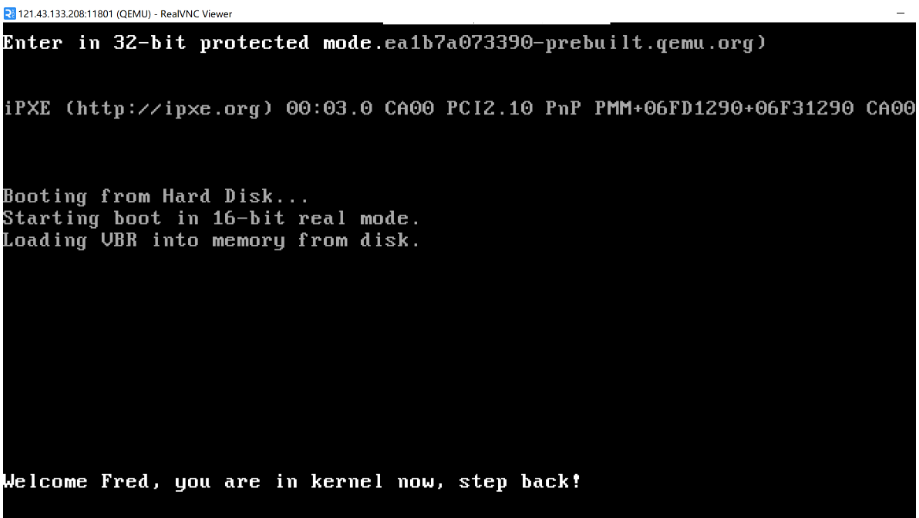 121.43.133.208:11801 (QEMU) - RealVNC Viewer
Enter in 32-bit protected mode.ea1b7a073390-prebuilt.qemu.org)
iPXE (http://ipxe.org) 00:03.0 CA00 PCI2.10 PnP PMM+06FD1290+06F31290 CA00
Booting from Hard Disk...
Starting boot in 16-bit real mode.
Loading VBR into memory from disk.
Welcome Fred, you are in kernel now, step back!